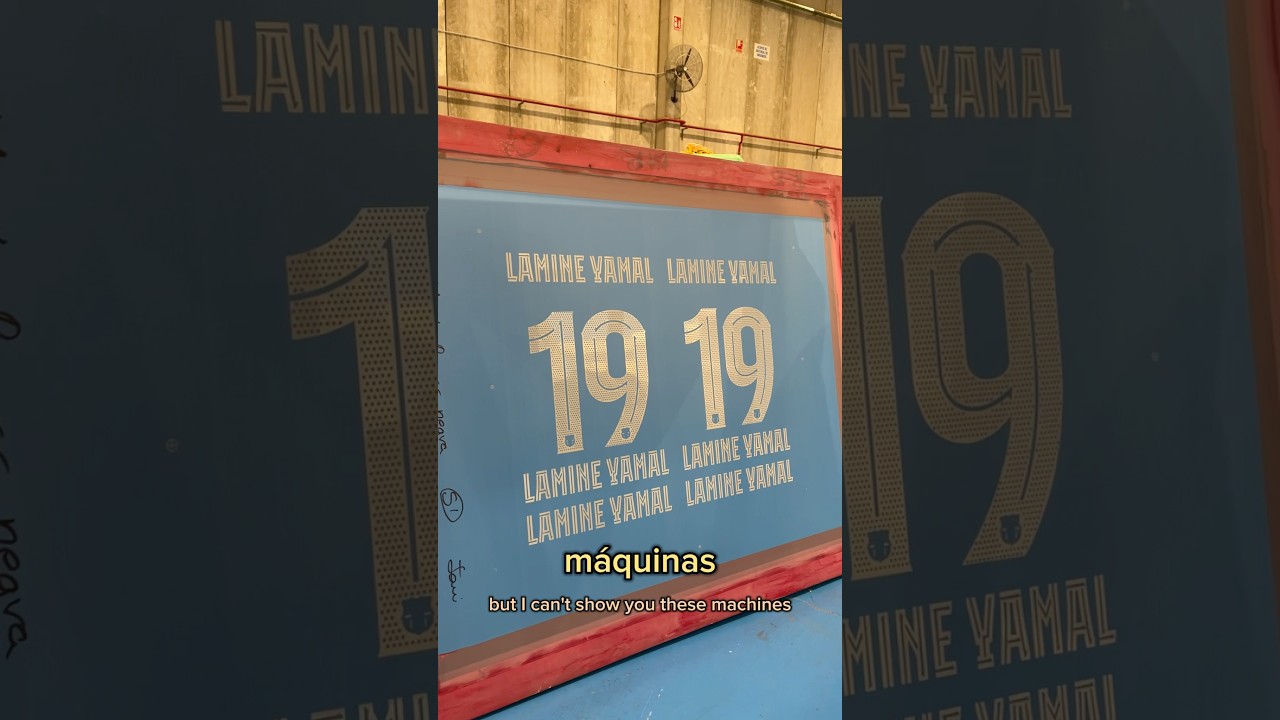 LAMINE YAMAL LAMINE YAMAL
19 19
LAMINE YAMAL LAMINE YAMAL
LAMINE YAMAL LAMINE YAMAL
máquinas
but I can't show you these machines